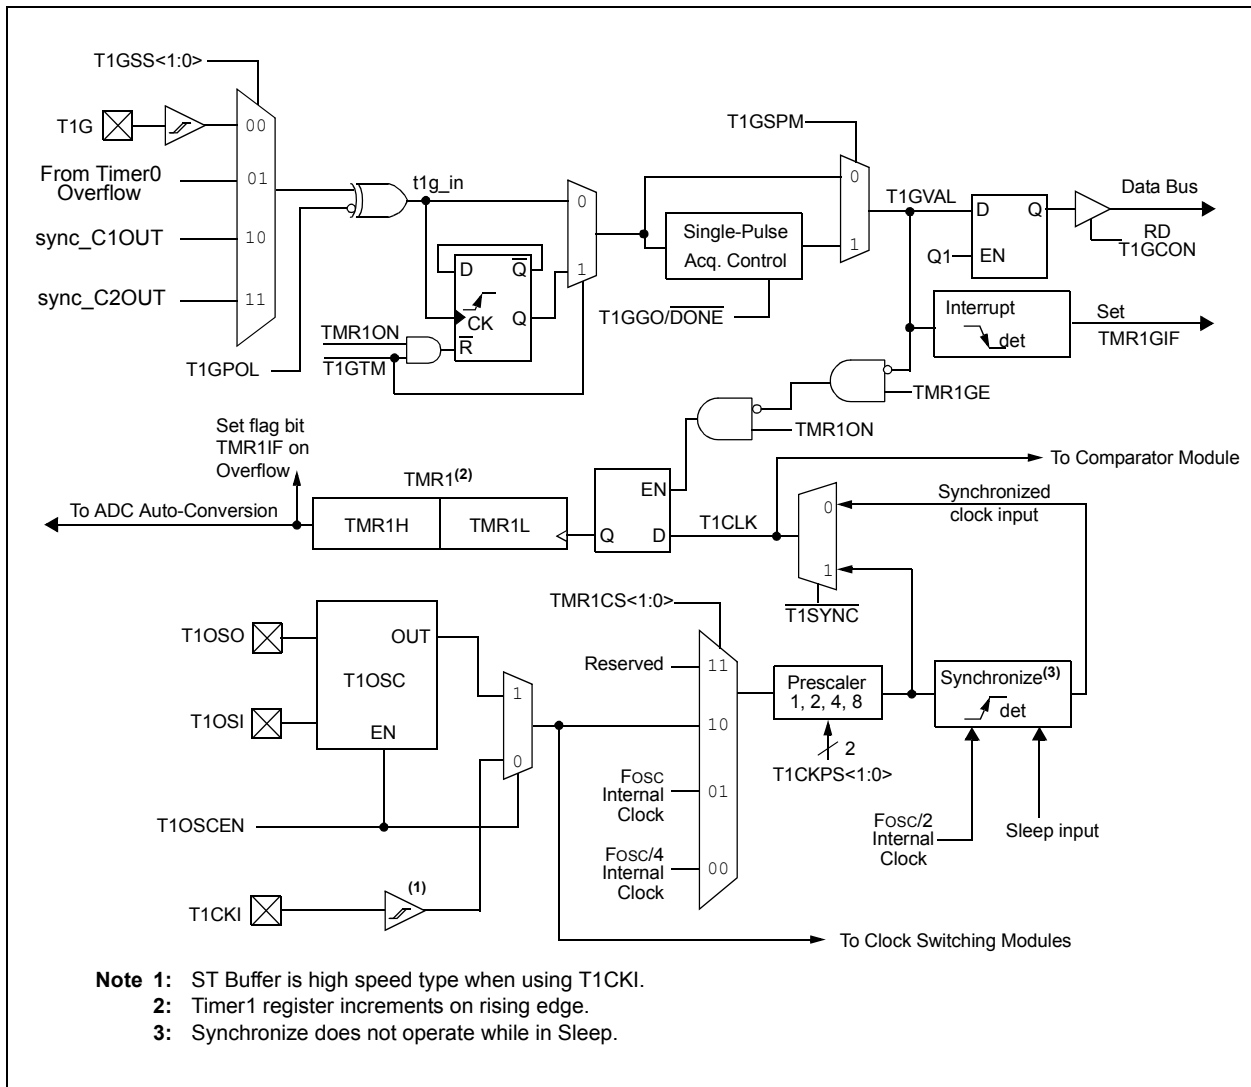 T1GSS<1:0>
T1G
00
From Timer0
Overflow
01
sync_C1OUT
10
sync_C2OUT
11
T1GPOL
t1g_in
D
Q
CK
Q
R
TMR1ON
T1GTM
0
1
T1GSPM
Single-Pulse
Acq. Control
T1GGO/DONE
0
1
T1GVAL
D
Q
Q1
EN
Data Bus
RD
T1GCON
Interrupt
det
Set
TMR1GIF
TMR1GE
TMR1ON
Set flag bit
TMR1IF on
Overflow
To ADC Auto-Conversion
TMR1(2)
TMR1H
TMR1L
EN
Q
D
T1CLK
To Comparator Module
Synchronized
clock input
0
1
T1SYNC
T1OSO
T1OSI
OUT
T1OSC
EN
1
0
T1OSCEN
T1CKI
(1)
TMR1CS<1:0>
Reserved
11
10
FOSC
Internal
Clock
01
FOSC/4
Internal
Clock
00
Prescaler
1, 2, 4, 8
2
T1CKPS<1:0>
Synchronize(3)
det
FOSC/2
Internal
Clock
Sleep input
To Clock Switching Modules
Note 1: ST Buffer is high speed type when using T1CKI.
2: Timer1 register increments on rising edge.
3: Synchronize does not operate while in Sleep.